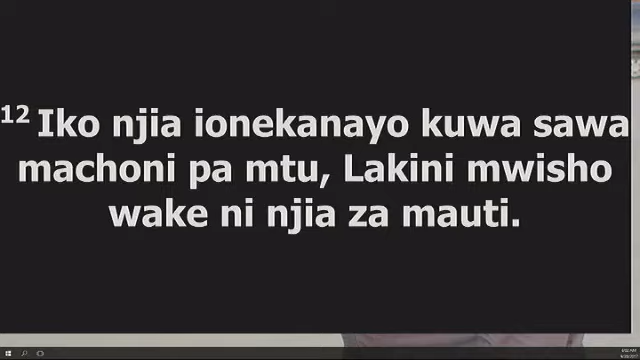 12 Iko njia ionekanayo kuwa sawa
machoni pa mtu, Lakini mwisho
wake ni njia za mauti.